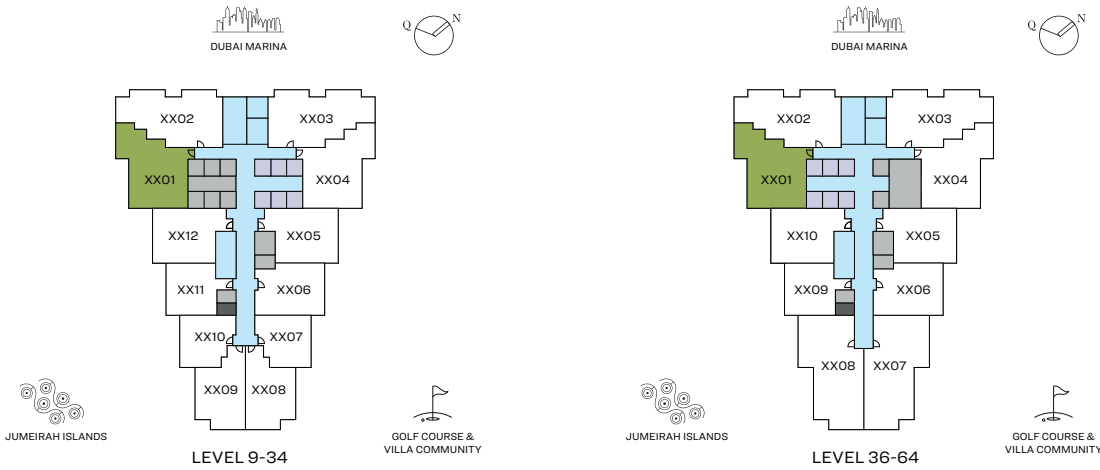 DUBAI MARINA
Q N
XX02
XX03
XX01
XX04
XX12
XX05
XX11
XX06
XX10
XX07
XX09
XX08
JUMEIRAH ISLANDS
GOLF COURSE &
VILLA COMMUNITY
LEVEL 9-34
DUBAI MARINA
Q N
XX02
XX03
XX01
XX04
XX10
XX05
XX09
XX06
XX08
XX07
JUMEIRAH ISLANDS
GOLF COURSE &
VILLA COMMUNITY
LEVEL 36-64